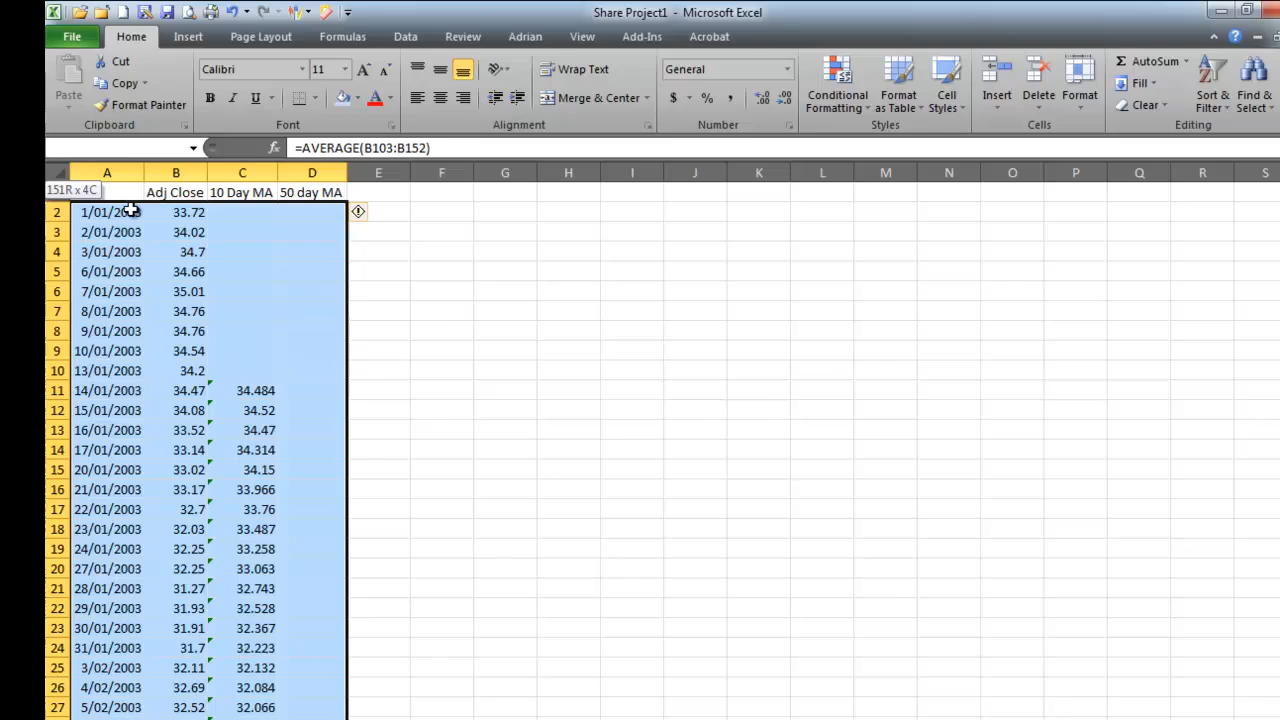 Share Project1 - Microsoft Excel
File Home Insert Page Layout Formulas Data Review Adrian View Add-Ins Acrobat
Paste
Cut
Copy
Format Painter
Clipboard
Calibri 11
B I U
Font
Wrap Text
Merge & Center
Alignment
General
$ % ,
Number
Conditional Formatting
Format as Table
Cell Styles
Styles
Insert Delete Format
Cells
Σ AutoSum
Fill
Clear
Sort & Filter
Find & Select
Editing
fx =AVERAGE(B103:B152)
A B C D E F G H I J K L M N O P Q R S
151R x 4C Adj Close 10 Day MA 50 day MA
2 1/01/2003 33.72
3 2/01/2003 34.02
4 3/01/2003 34.7
5 6/01/2003 34.66
6 7/01/2003 35.01
7 8/01/2003 34.76
8 9/01/2003 34.76
9 10/01/2003 34.54
10 13/01/2003 34.2
11 14/01/2003 34.47 34.484
12 15/01/2003 34.08 34.52
13 16/01/2003 33.52 34.47
14 17/01/2003 33.14 34.314
15 20/01/2003 33.02 34.15
16 21/01/2003 33.17 33.966
17 22/01/2003 32.7 33.76
18 23/01/2003 32.03 33.487
19 24/01/2003 32.25 33.258
20 27/01/2003 32.25 33.063
21 28/01/2003 31.27 32.743
22 29/01/2003 31.93 32.528
23 30/01/2003 31.91 32.367
24 31/01/2003 31.7 32.223
25 3/02/2003 32.11 32.132
26 4/02/2003 32.69 32.084
27 5/02/2003 32.52 32.066